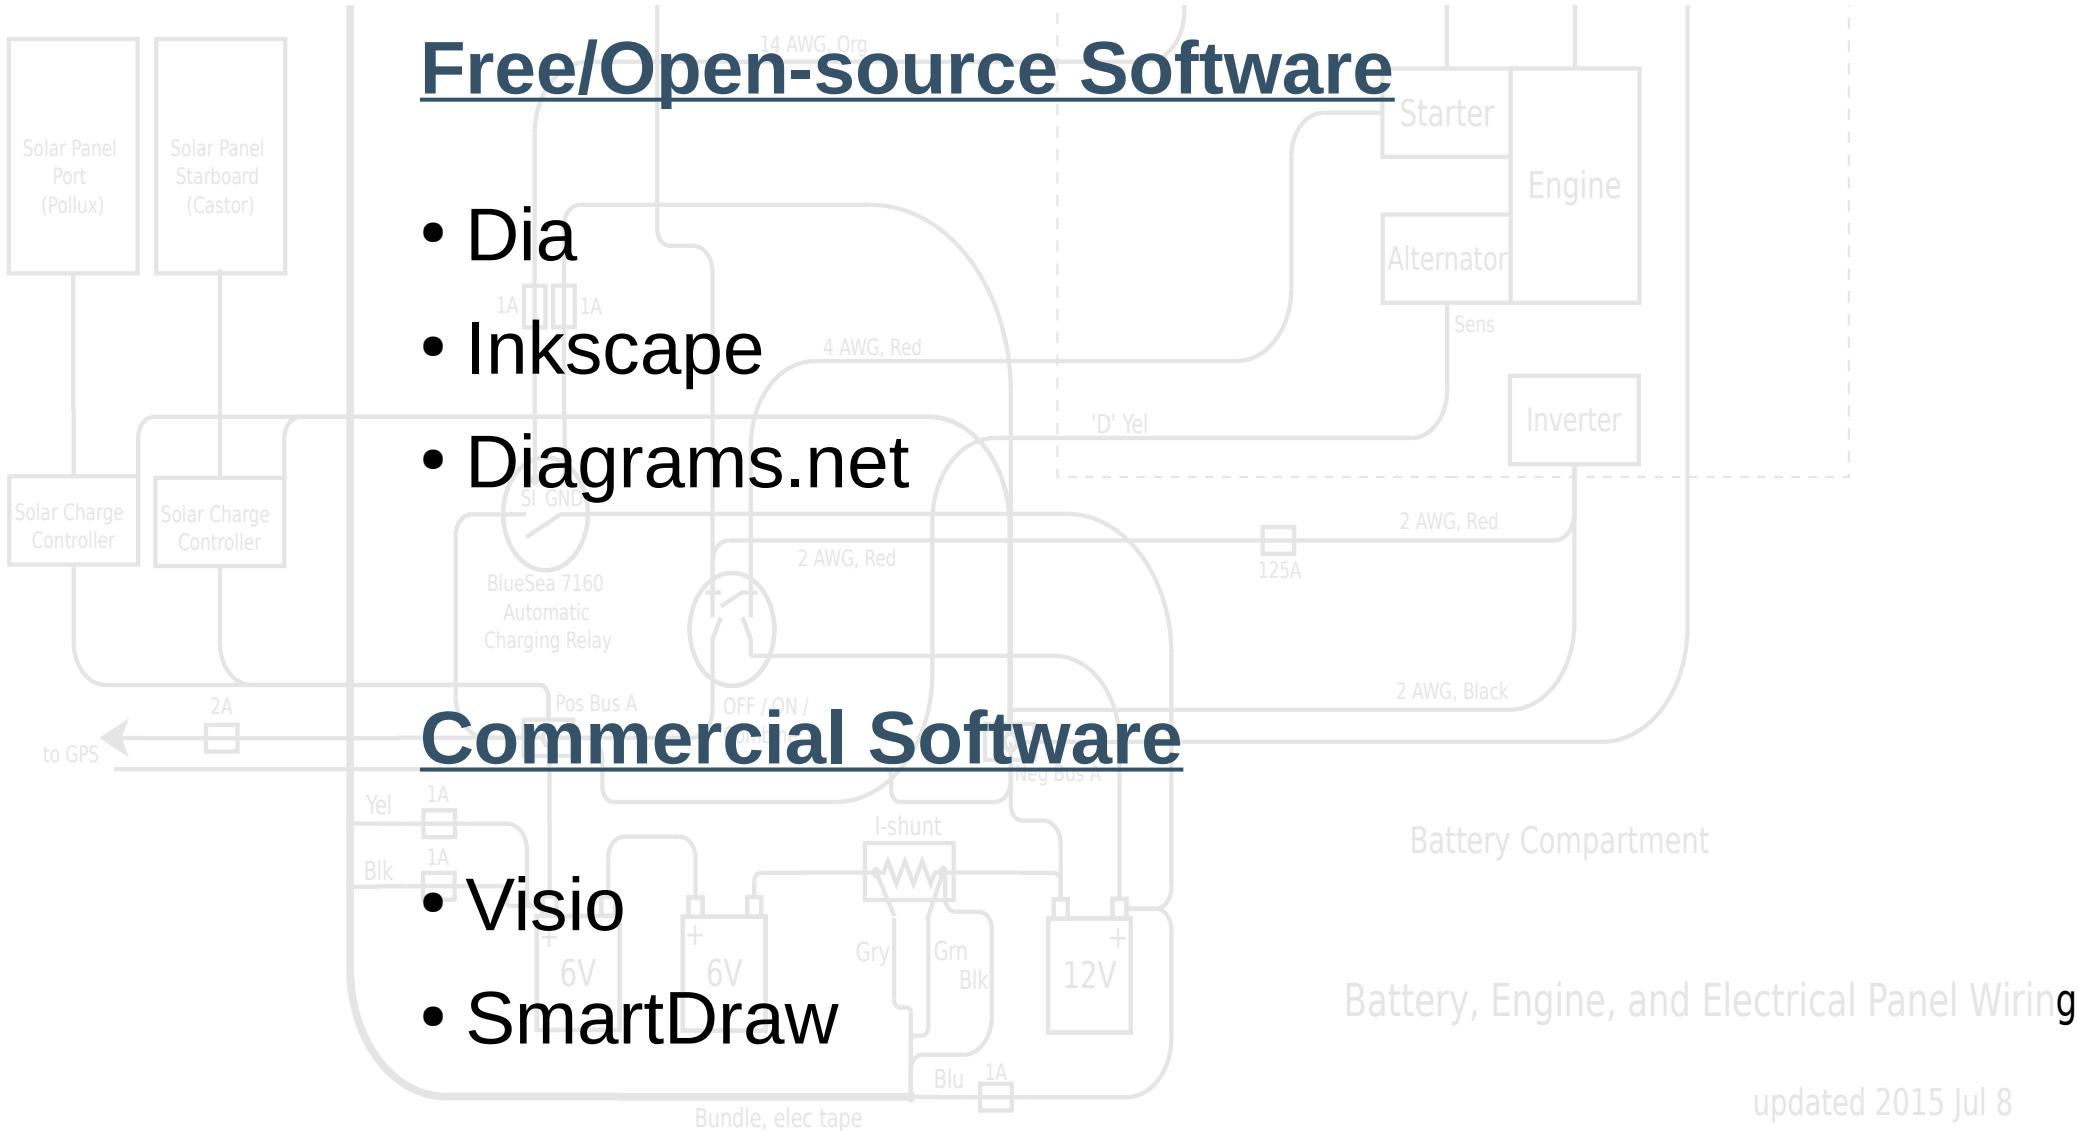 Free/Open-source Software
• Dia
• Inkscape
• Diagrams.net
Commercial Software
• Visio
• SmartDraw
14 AWG, Org
Solar Panel
Port
(Pollux)
Solar Panel
Starboard
(Castor)
Starter
Engine
Alternator
Sens
1A
1A
4 AWG, Red
'D' Yel
Inverter
SI GND
Solar Charge
Controller
Solar Charge
Controller
2 AWG, Red
2 AWG, Red
125A
BlueSea 7160
Automatic
Charging Relay
2 AWG, Black
2A
Pos Bus A
OFF / ON /
to GPS
Neg Bus A
Yel
1A
I-shunt
Blk
1A
Battery Compartment
+
6V
+
6V
Gry
Grn
Blk
+
12V
Battery, Engine, and Electrical Panel Wiring
Blu
1A
Bundle, elec tape
updated 2015 Jul 8